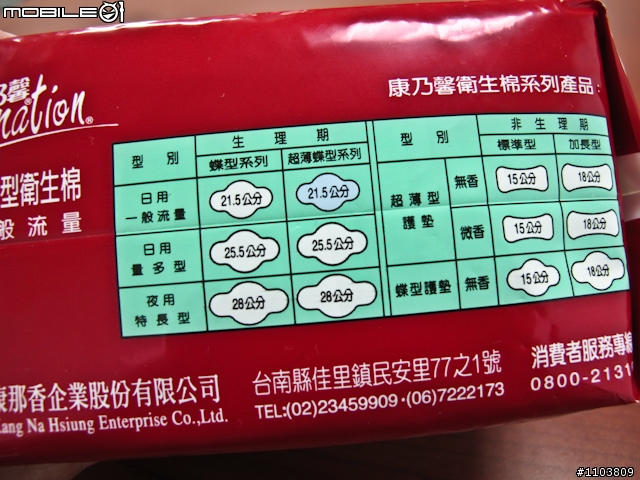 MOBILE01
康乃馨衛生棉系列產品:
乃馨
nation®
型衛生棉
般流量
型別 生理期
蝶型系列 超薄蝶型系列
日用 一般流量 21.5公分 21.5公分
日用 量多型 25.5公分 25.5公分
夜用 特長型 28公分 28公分
型別 非生理期
標準型 加長型
超薄型護墊 無香 15公分 18公分
微香 15公分 18公分
蝶型護墊 無香 15公分 18公分
康那香企業股份有限公司
Kang Na Hsiung Enterprise Co.,Ltd.
台南縣佳里鎮民安里77之1號
TEL:(02)23459909·(06)7222173
消費者服務專線
0800-2131
#1103809